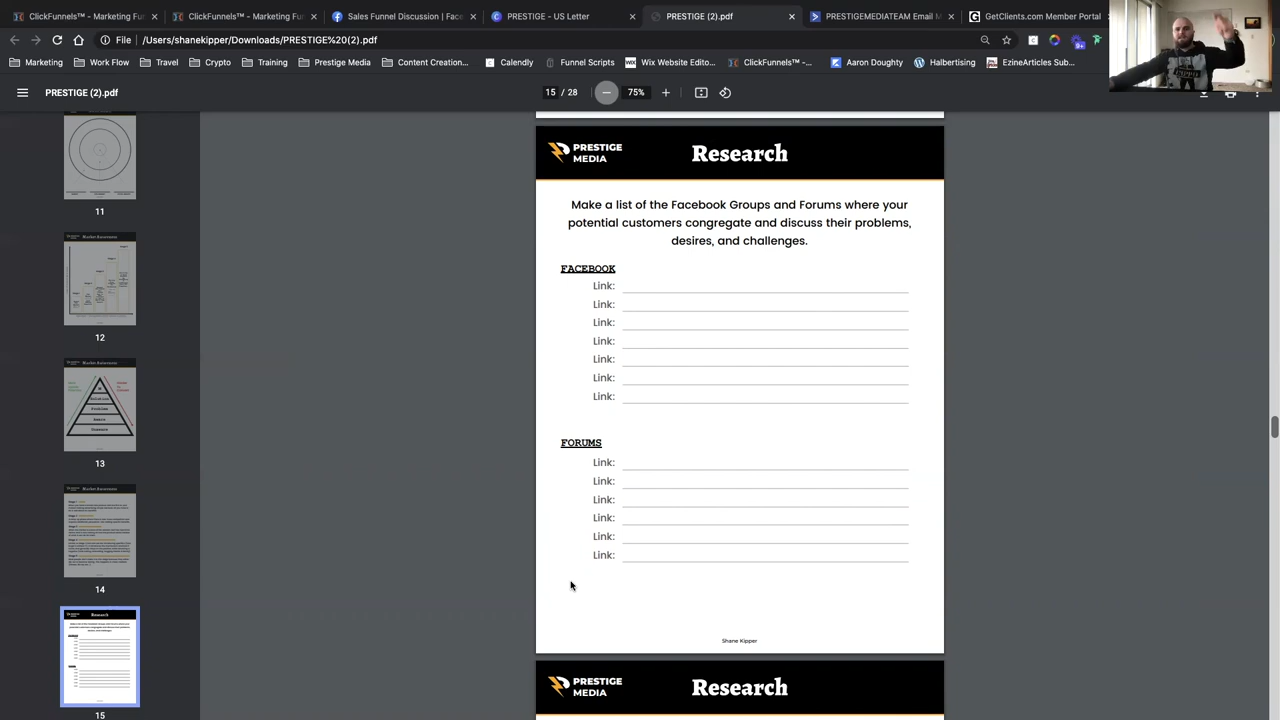 ClickFunnels™ - Marketing Fun
ClickFunnels™ - Marketing Fu
Sales Funnel Discussion | Face
PRESTIGE - US Letter
PRESTIGE (2).pdf
PRESTIGEMEDIATEAM Email M
GetClients.com Member Portal
File | /Users/shanekipper/Downloads/PRESTIGE%20(2).pdf
Marketing
Work Flow
Travel
Crypto
Training
Prestige Media
Content Creation...
Calendly
Funnel Scripts
Wix Website Edito...
ClickFunnels™ -...
Aaron Doughty
Halbertising
EzineArticles Sub...
PRESTIGE (2).pdf
15 / 28
75%
11
12
13
14
15
PRESTIGE
MEDIA
Research
Make a list of the Facebook Groups and Forums where your
potential customers congregate and discuss their problems,
desires, and challenges.
FACEBOOK
Link:
Link:
Link:
Link:
Link:
Link:
Link:
FORUMS
Link:
Link:
Link:
Link:
Link:
Link:
Shane Kipper
PRESTIGE
MEDIA
Research